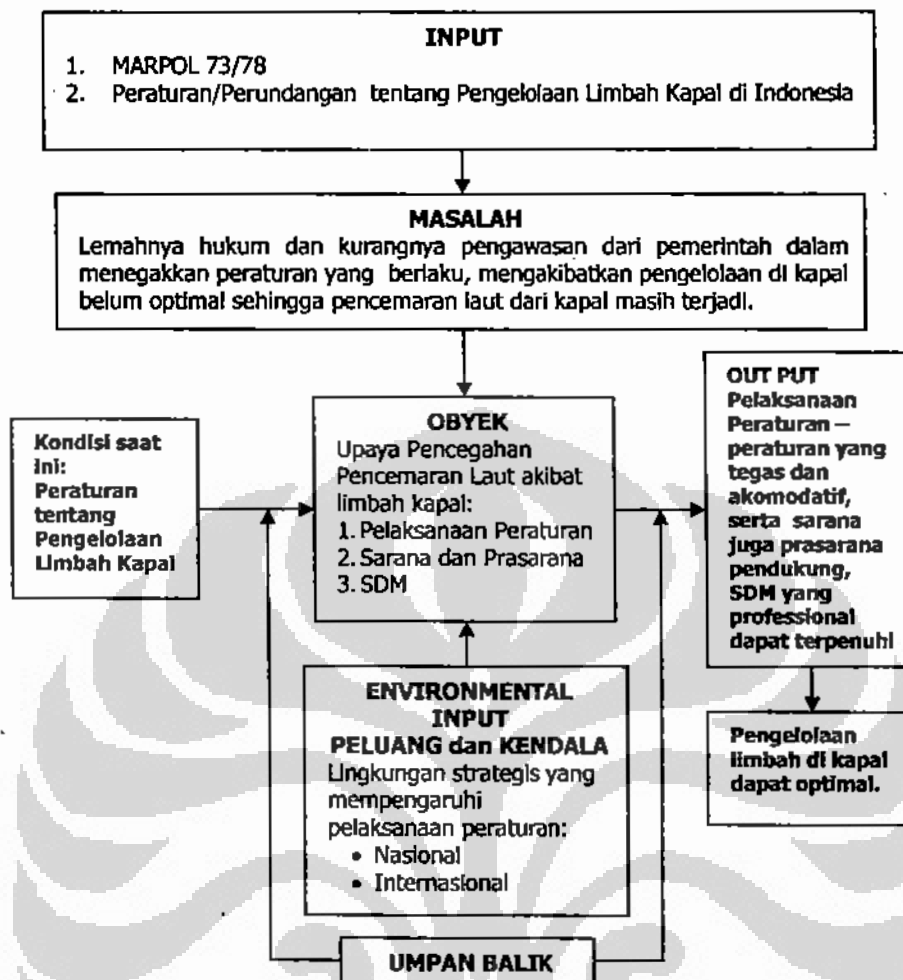 INPUT
1. MARPOL 73/78
2. Peraturan/Perundangan tentang Pengelolaan Limbah Kapal di Indonesia
MASALAH
Lemahnya hukum dan kurangnya pengawasan dari pemerintah dalam
menegakkan peraturan yang berlaku, mengakibatkan pengelolaan di kapal
belum optimal sehingga pencemaran laut dari kapal masih terjadi.
Kondisi saat
ini:
Peraturan
tentang
Pengelolaan
Limbah Kapal
OBYEK
Upaya Pencegahan
Pencemaran Laut akibat
limbah kapal:
1. Pelaksanaan Peraturan
2. Sarana dan Prasarana
3. SDM
OUT PUT
Pelaksanaan
Peraturan –
peraturan yang
tegas dan
akomodatif,
serta sarana
juga prasarana
pendukung,
SDM yang
professional
dapat terpenuhi
ENVIRONMENTAL
INPUT
PELUANG dan KENDALA
Lingkungan strategis yang
mempengaruhi
pelaksanaan peraturan:
• Nasional
• Internasional
Pengelolaan
limbah di kapal
dapat optimal.
UMPAN BALIK